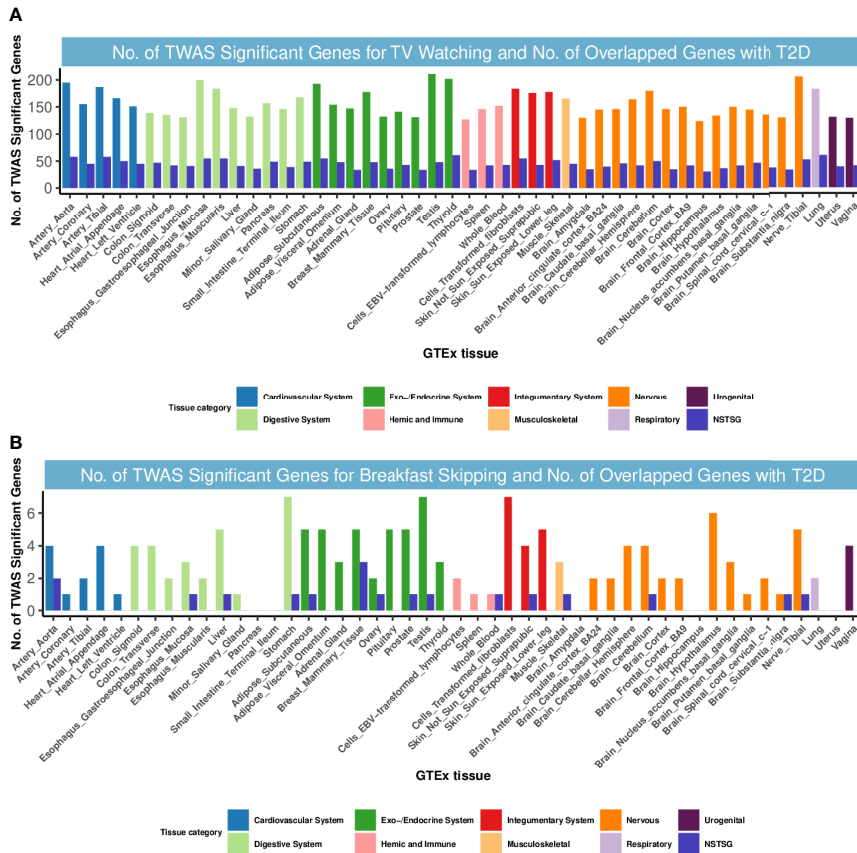 A
No. of TWAS Significant Genes for TV Watching and No. of Overlapped Genes with T2D
No. of TWAS Significant Genes
200
150
100
50
0
Artery_Aorta
Artery_Coronary
Artery_Tibial
Heart_Atrial_Appendage
Heart_Left_Ventricle
Colon_Sigmoid
Colon_Transverse
Esophagus_Gastroesophageal_Junction
Esophagus_Mucosa
Esophagus_Muscularis
Liver
Minor_Salivary_Gland
Pancreas
Small_Intestine_Terminal_Ileum
Stomach
Adipose_Subcutaneous
Adipose_Visceral_Omentum
Adrenal_Gland
Breast_Mammary_Tissue
Ovary
Pituitary
Prostate
Testis
Thyroid
Cells_EBV-transformed_lymphocytes
Spleen
Whole_Blood
Cells_Transformed_fibroblasts
Skin_Not_Sun_Exposed_Suprapubic
Skin_Sun_Exposed_Lower_leg
Muscle_Skeletal
Brain_Amygdala
Brain_Anterior_cingulate_cortex_BA24
Brain_Caudate_basal_ganglia
Brain_Cerebellar_Hemisphere
Brain_Cerebellum
Brain_Cortex
Brain_Frontal_Cortex_BA9
Brain_Hippocampus
Brain_Hypothalamus
Brain_Nucleus_accumbens_basal_ganglia
Brain_Putamen_basal_ganglia
Brain_Spinal_cord_cervical_c-1
Brain_Substantia_nigra
Nerve_Tibial
Lung
Uterus
Vagina
GTEx tissue
Tissue category
Cardiovascular System
Exo-/Endocrine System
Integumentary System
Nervous
Urogenital
Digestive System
Hemic and Immune
Musculoskeletal
Respiratory
NSTSG
B
No. of TWAS Significant Genes for Breakfast Skipping and No. of Overlapped Genes with T2D
No. of TWAS Significant Genes
6
4
2
0
Artery_Aorta
Artery_Coronary
Artery_Tibial
Heart_Atrial_Appendage
Heart_Left_Ventricle
Colon_Sigmoid
Colon_Transverse
Esophagus_Gastroesophageal_Junction
Esophagus_Mucosa
Esophagus_Muscularis
Liver
Minor_Salivary_Gland
Pancreas
Small_Intestine_Terminal_Ileum
Stomach
Adipose_Subcutaneous
Adipose_Visceral_Omentum
Adrenal_Gland
Breast_Mammary_Tissue
Ovary
Pituitary
Prostate
Testis
Thyroid
Cells_EBV-transformed_lymphocytes
Spleen
Whole_Blood
Cells_Transformed_fibroblasts
Skin_Not_Sun_Exposed_Suprapubic
Skin_Sun_Exposed_Lower_leg
Muscle_Skeletal
Brain_Amygdala
Brain_Anterior_cingulate_cortex_BA24
Brain_Caudate_basal_ganglia
Brain_Cerebellar_Hemisphere
Brain_Cerebellum
Brain_Cortex
Brain_Frontal_Cortex_BA9
Brain_Hippocampus
Brain_Hypothalamus
Brain_Nucleus_accumbens_basal_ganglia
Brain_Putamen_basal_ganglia
Brain_Spinal_cord_cervical_c-1
Brain_Substantia_nigra
Nerve_Tibial
Lung
Uterus
Vagina
GTEx tissue
Tissue category
Cardiovascular System
Exo-/Endocrine System
Integumentary System
Nervous
Urogenital
Digestive System
Hemic and Immune
Musculoskeletal
Respiratory
NSTSG